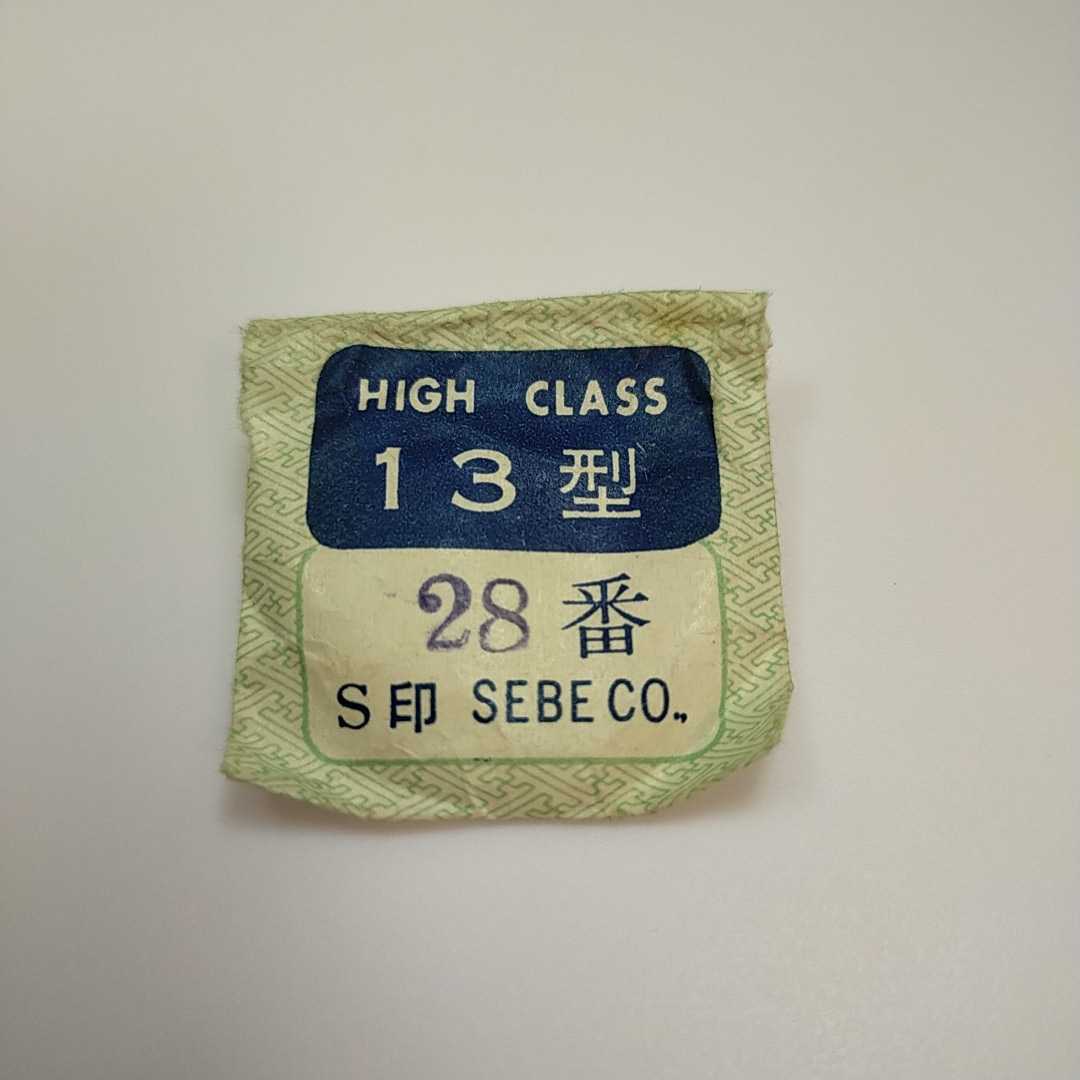 HIGH CLASS
13型
28番
S印 SEBE CO.,